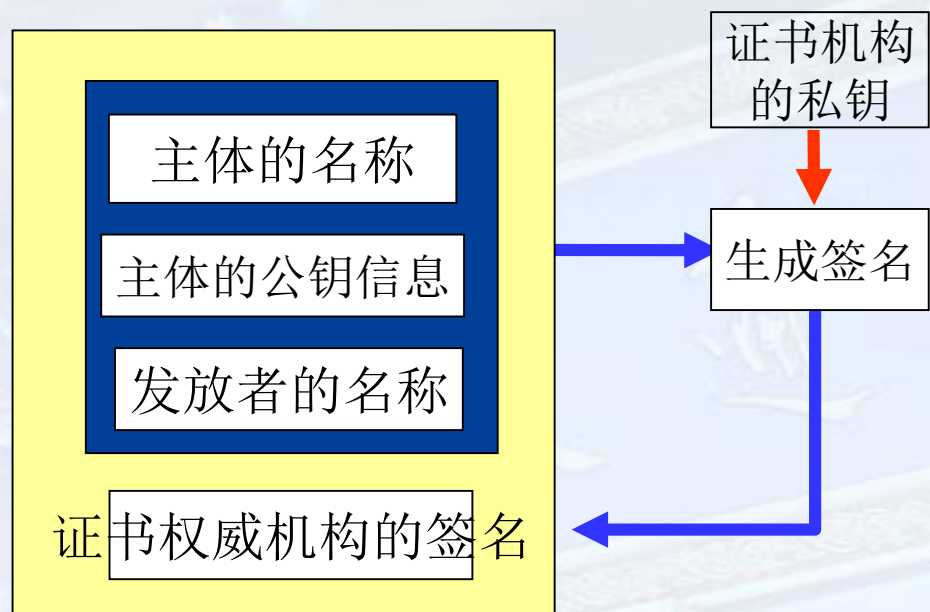 证书机构
的私钥
主体的名称
主体的公钥信息
生成签名
发放者的名称
证书权威机构的签名